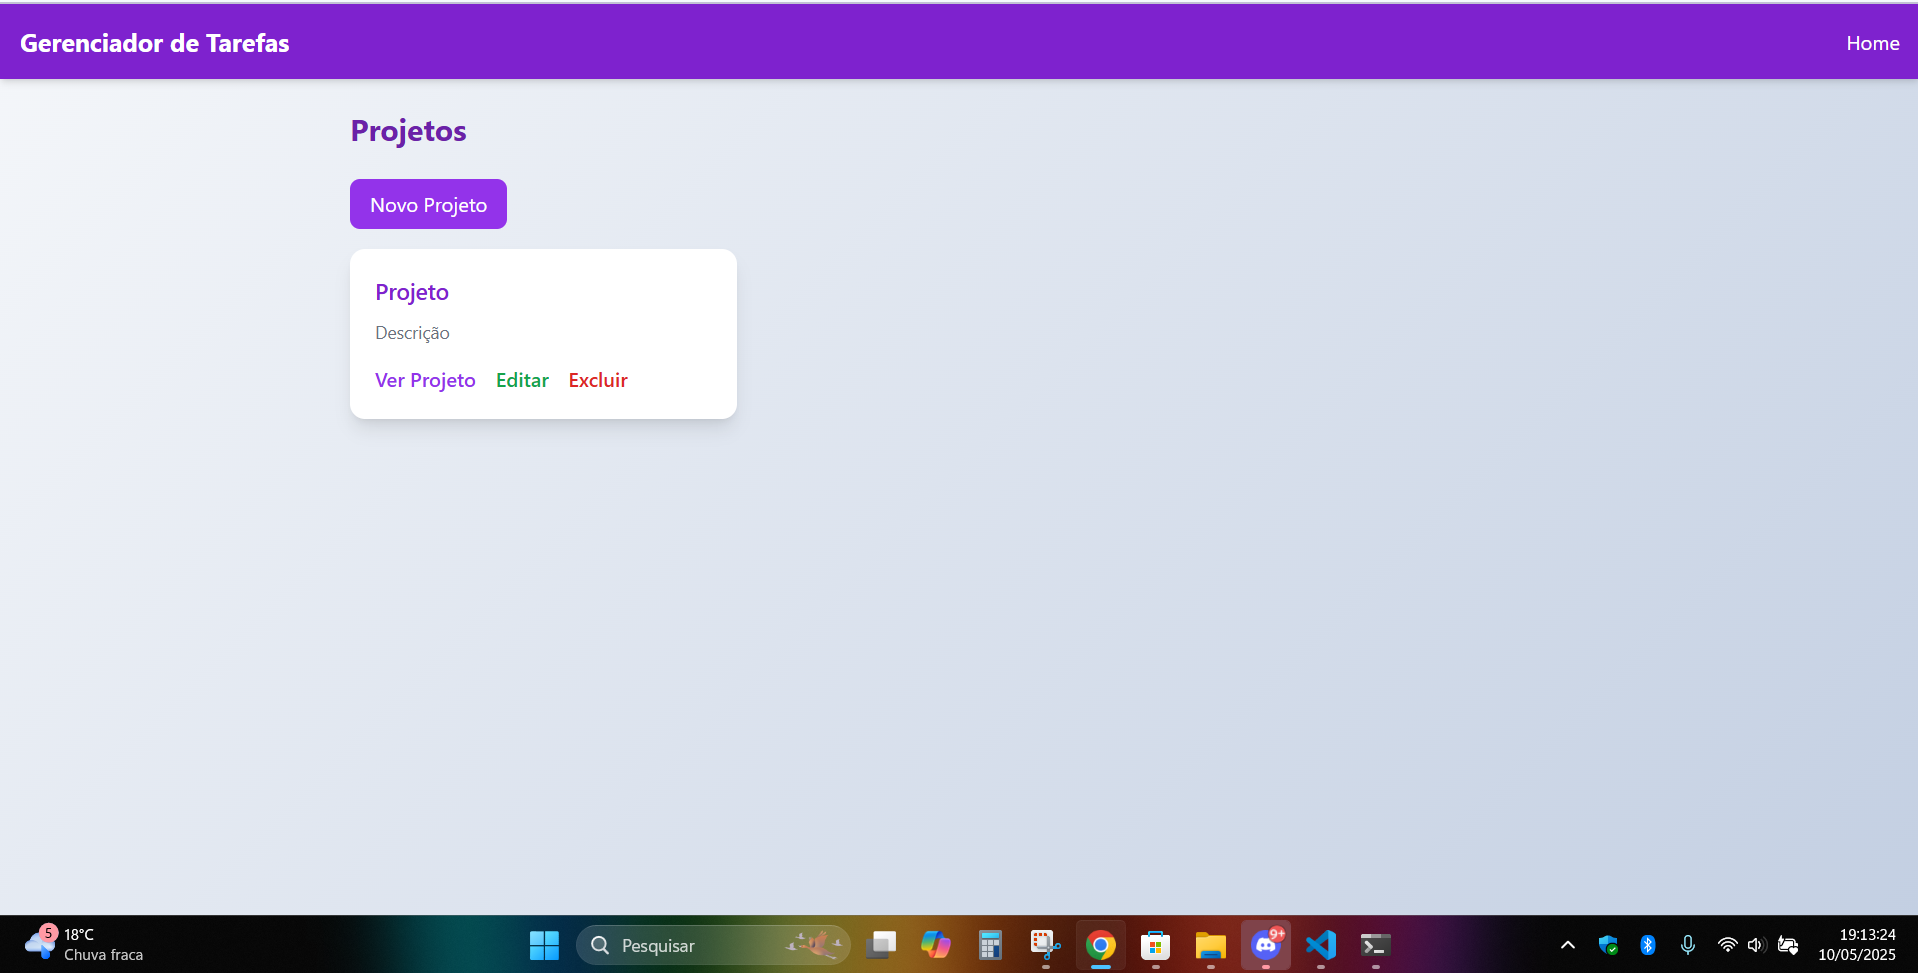 Gerenciador de Tarefas
Home
Projetos
Novo Projeto
Projeto
Descrição
Ver Projeto Editar Excluir
5
18°C
Chuva fraca
Pesquisar
9+
19:13:24
10/05/2025